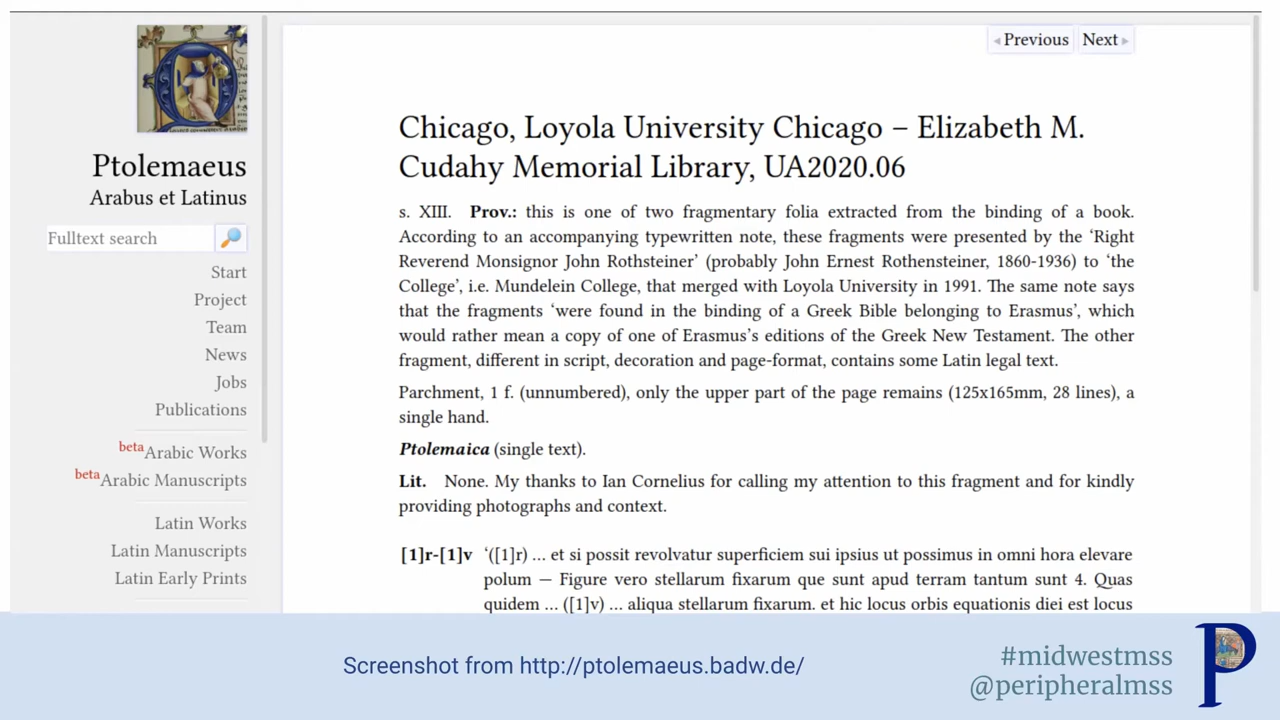 Ptolemaeus
Arabus et Latinus
Fulltext search
Start
Project
Team
News
Jobs
Publications
beta Arabic Works
beta Arabic Manuscripts
Latin Works
Latin Manuscripts
Latin Early Prints
Previous Next
Chicago, Loyola University Chicago – Elizabeth M.
Cudahy Memorial Library, UA2020.06
s. XIII. Prov.: this is one of two fragmentary folia extracted from the binding of a book.
According to an accompanying typewritten note, these fragments were presented by the ‘Right
Reverend Monsignor John Rothsteiner’ (probably John Ernest Rothensteiner, 1860-1936) to ‘the
College’, i.e. Mundelein College, that merged with Loyola University in 1991. The same note says
that the fragments ‘were found in the binding of a Greek Bible belonging to Erasmus’, which
would rather mean a copy of one of Erasmus’s editions of the Greek New Testament. The other
fragment, different in script, decoration and page-format, contains some Latin legal text.
Parchment, 1 f. (unnumbered), only the upper part of the page remains (125x165mm, 28 lines), a
single hand.
Ptolemaica (single text).
Lit. None. My thanks to Ian Cornelius for calling my attention to this fragment and for kindly
providing photographs and context.
[1]r-[1]v ‘([1]r) ... et si possit revolvatur superficiem sui ipsius ut possimus in omni hora elevare
polum — Figure vero stellarum fixarum que sunt apud terram tantum sunt 4. Quas
quidem ... ([1]v) ... aliqua stellarum fixarum. et hic locus orbis equationis diei est locus
Screenshot from http://ptolemaeus.badw.de/
#midwestmss
@peripheralmss
P